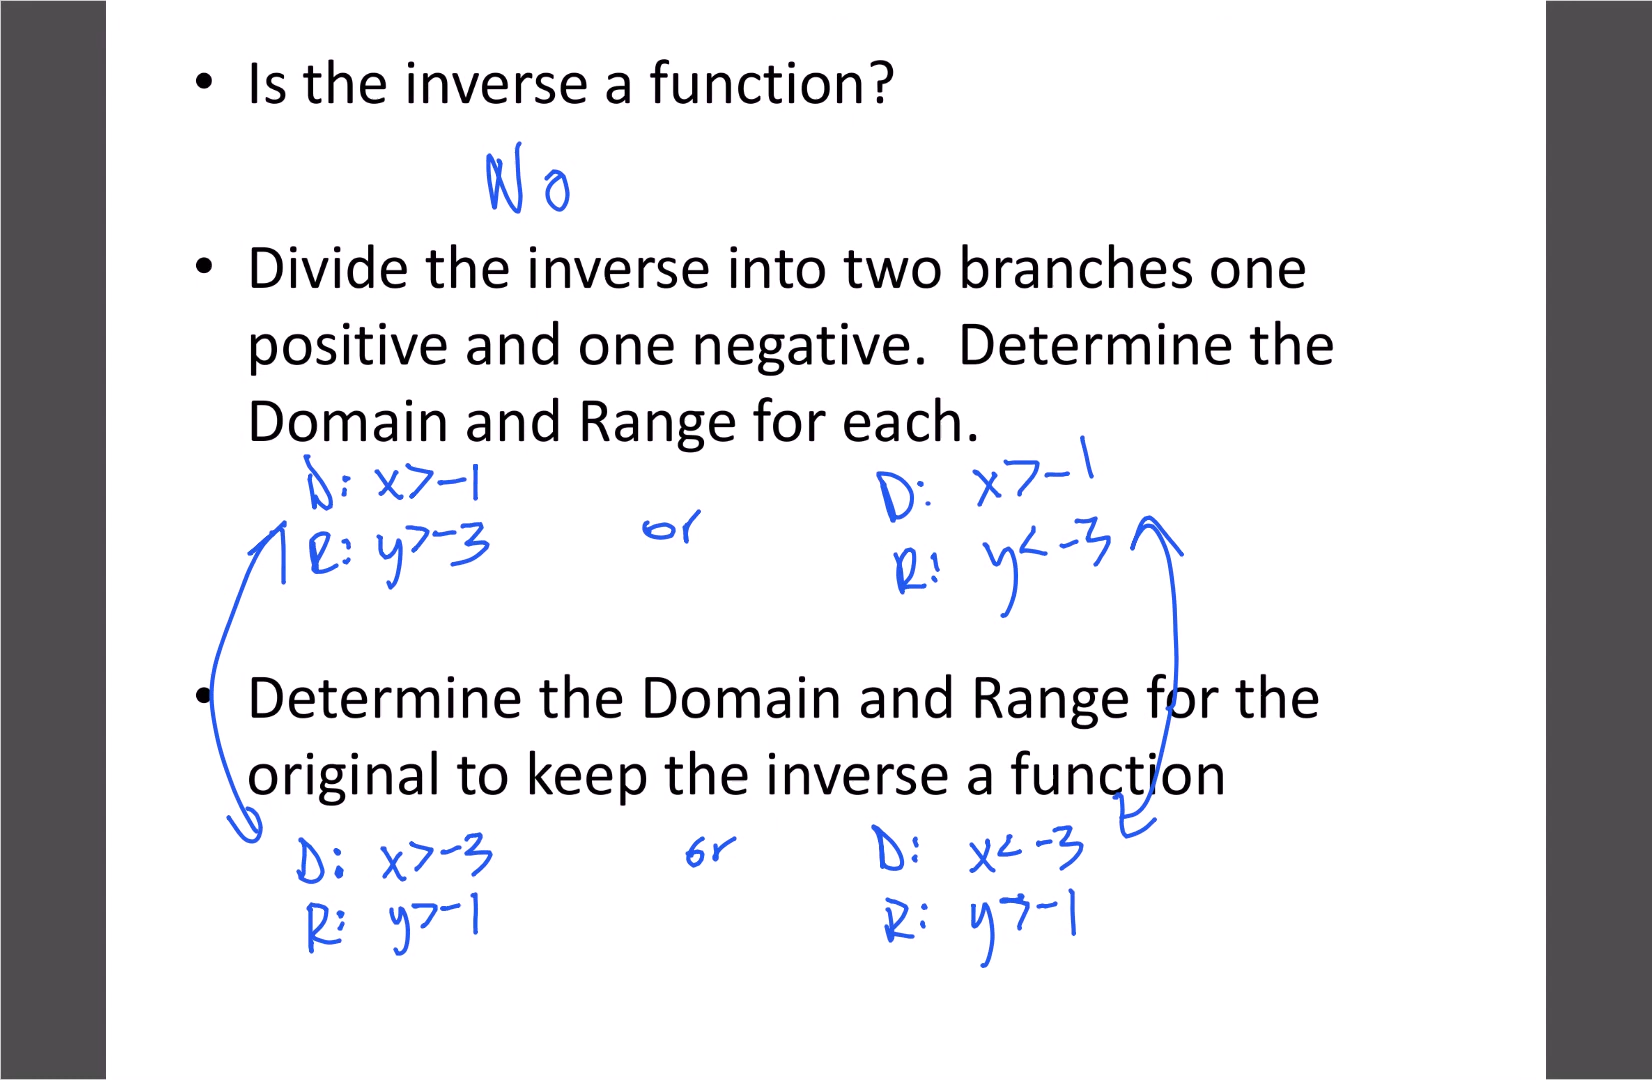 • Is the inverse a function?
No
• Divide the inverse into two branches one
positive and one negative.  Determine the
Domain and Range for each.
D: x>-1 D: x>-1
R: y>-3 or R: y<-3
• Determine the Domain and Range for the
original to keep the inverse a function
D: x>-3 or D: x<-3
R: y>-1 R: y>-1